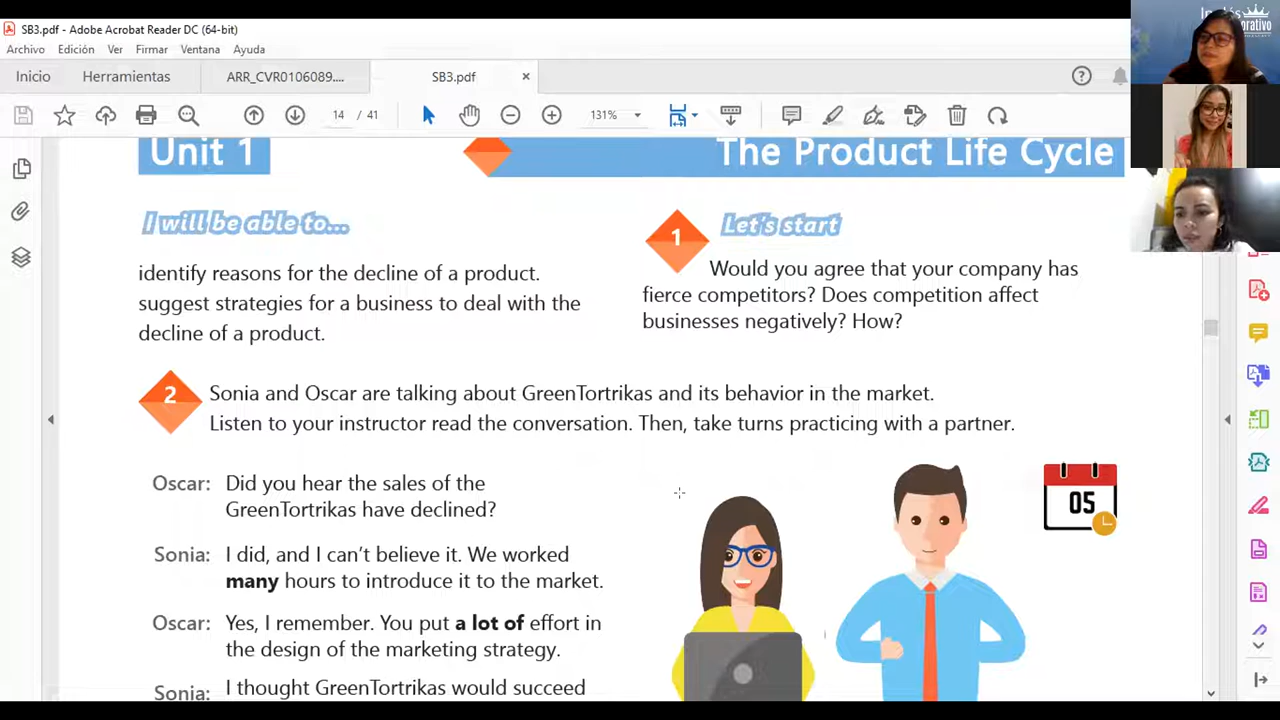 SB3.pdf - Adobe Acrobat Reader DC (64-bit)
Archivo Edición Ver Firmar Ventana Ayuda
Inicio Herramientas ARR_CVR0106089.... SB3.pdf ×
14 / 41 131%
Unit 1
The Product Life Cycle
I will be able to...
identify reasons for the decline of a product.
suggest strategies for a business to deal with the
decline of a product.
1 Let's start
Would you agree that your company has
fierce competitors? Does competition affect
businesses negatively? How?
2 Sonia and Oscar are talking about GreenTortrikas and its behavior in the market.
Listen to your instructor read the conversation. Then, take turns practicing with a partner.
Oscar: Did you hear the sales of the
GreenTortrikas have declined?
Sonia: I did, and I can't believe it. We worked
many hours to introduce it to the market.
Oscar: Yes, I remember. You put a lot of effort in
the design of the marketing strategy.
Sonia: I thought GreenTortrikas would succeed
05